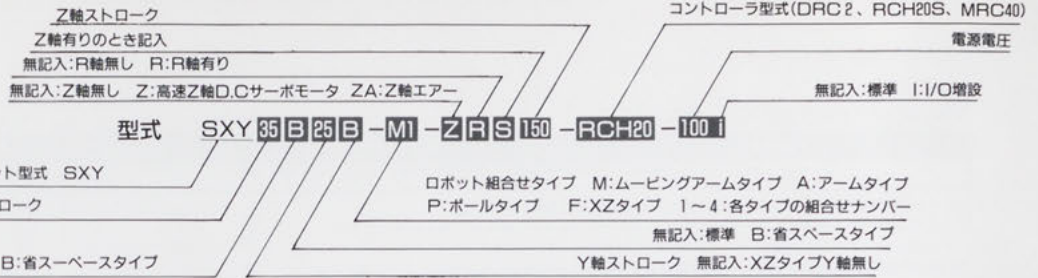 Z軸ストローク
コントローラ型式(DRC2、RCH20S、MRC40)
Z軸有りのとき記入
電源電圧
無記入:R軸無し R:R軸有り
無記入:Z軸無し Z:高速Z軸D.Cサーボモータ ZA:Z軸エアー
無記入:標準 I:I/O増設
型式 SXY 35 B 25 B -M1 -Z R S 150 -RCH20 -100 i
ット型式 SXY
ロボット組合せタイプ M:ムービングアームタイプ A:アームタイプ
ローク
P:ポールタイプ F:XZタイプ 1～4:各タイプの組合せナンバー
無記入:標準 B:省スペースタイプ
B:省スーペースタイプ
Y軸ストローク 無記入:XZタイプY軸無し